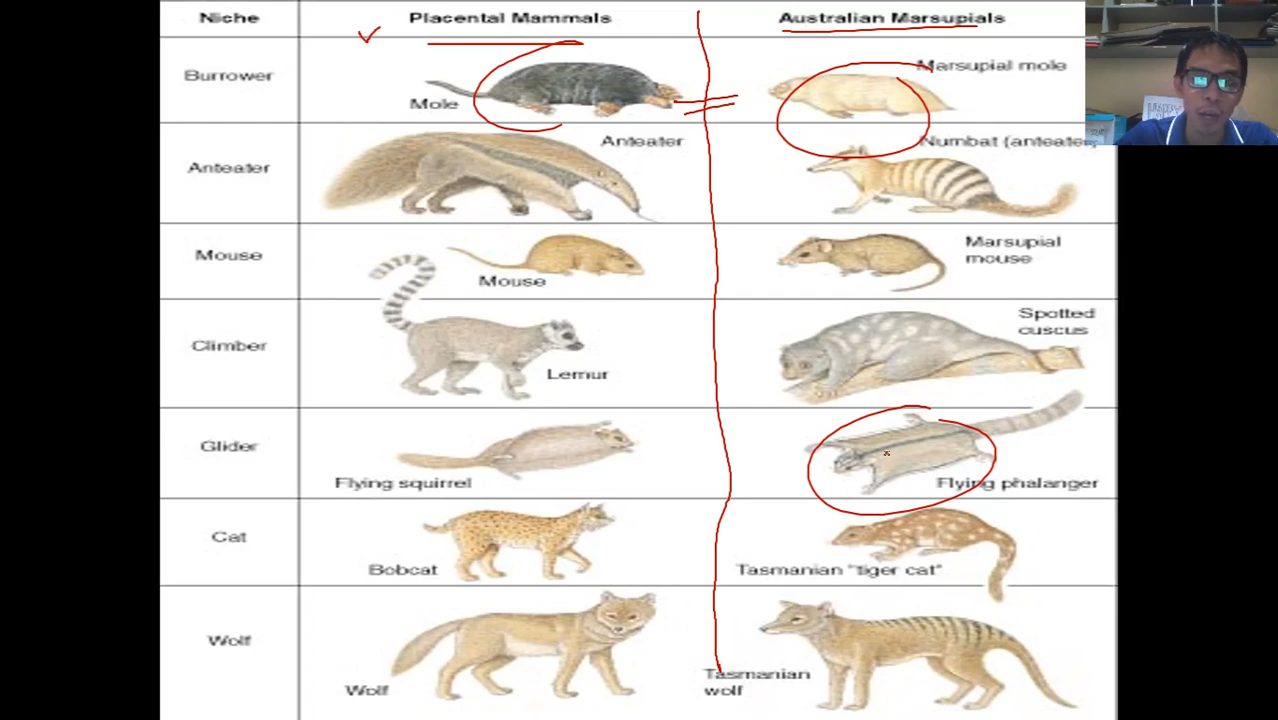 Niche Placental Mammals Australian Marsupials
Burrower Mole Marsupial mole
Anteater Anteater Numbat (anteater)
Mouse Mouse Marsupial
mouse
Climber Lemur Spotted
cuscus
Glider Flying squirrel Flying phalanger
Cat Bobcat Tasmanian "tiger cat"
Wolf Wolf Tasmanian
wolf